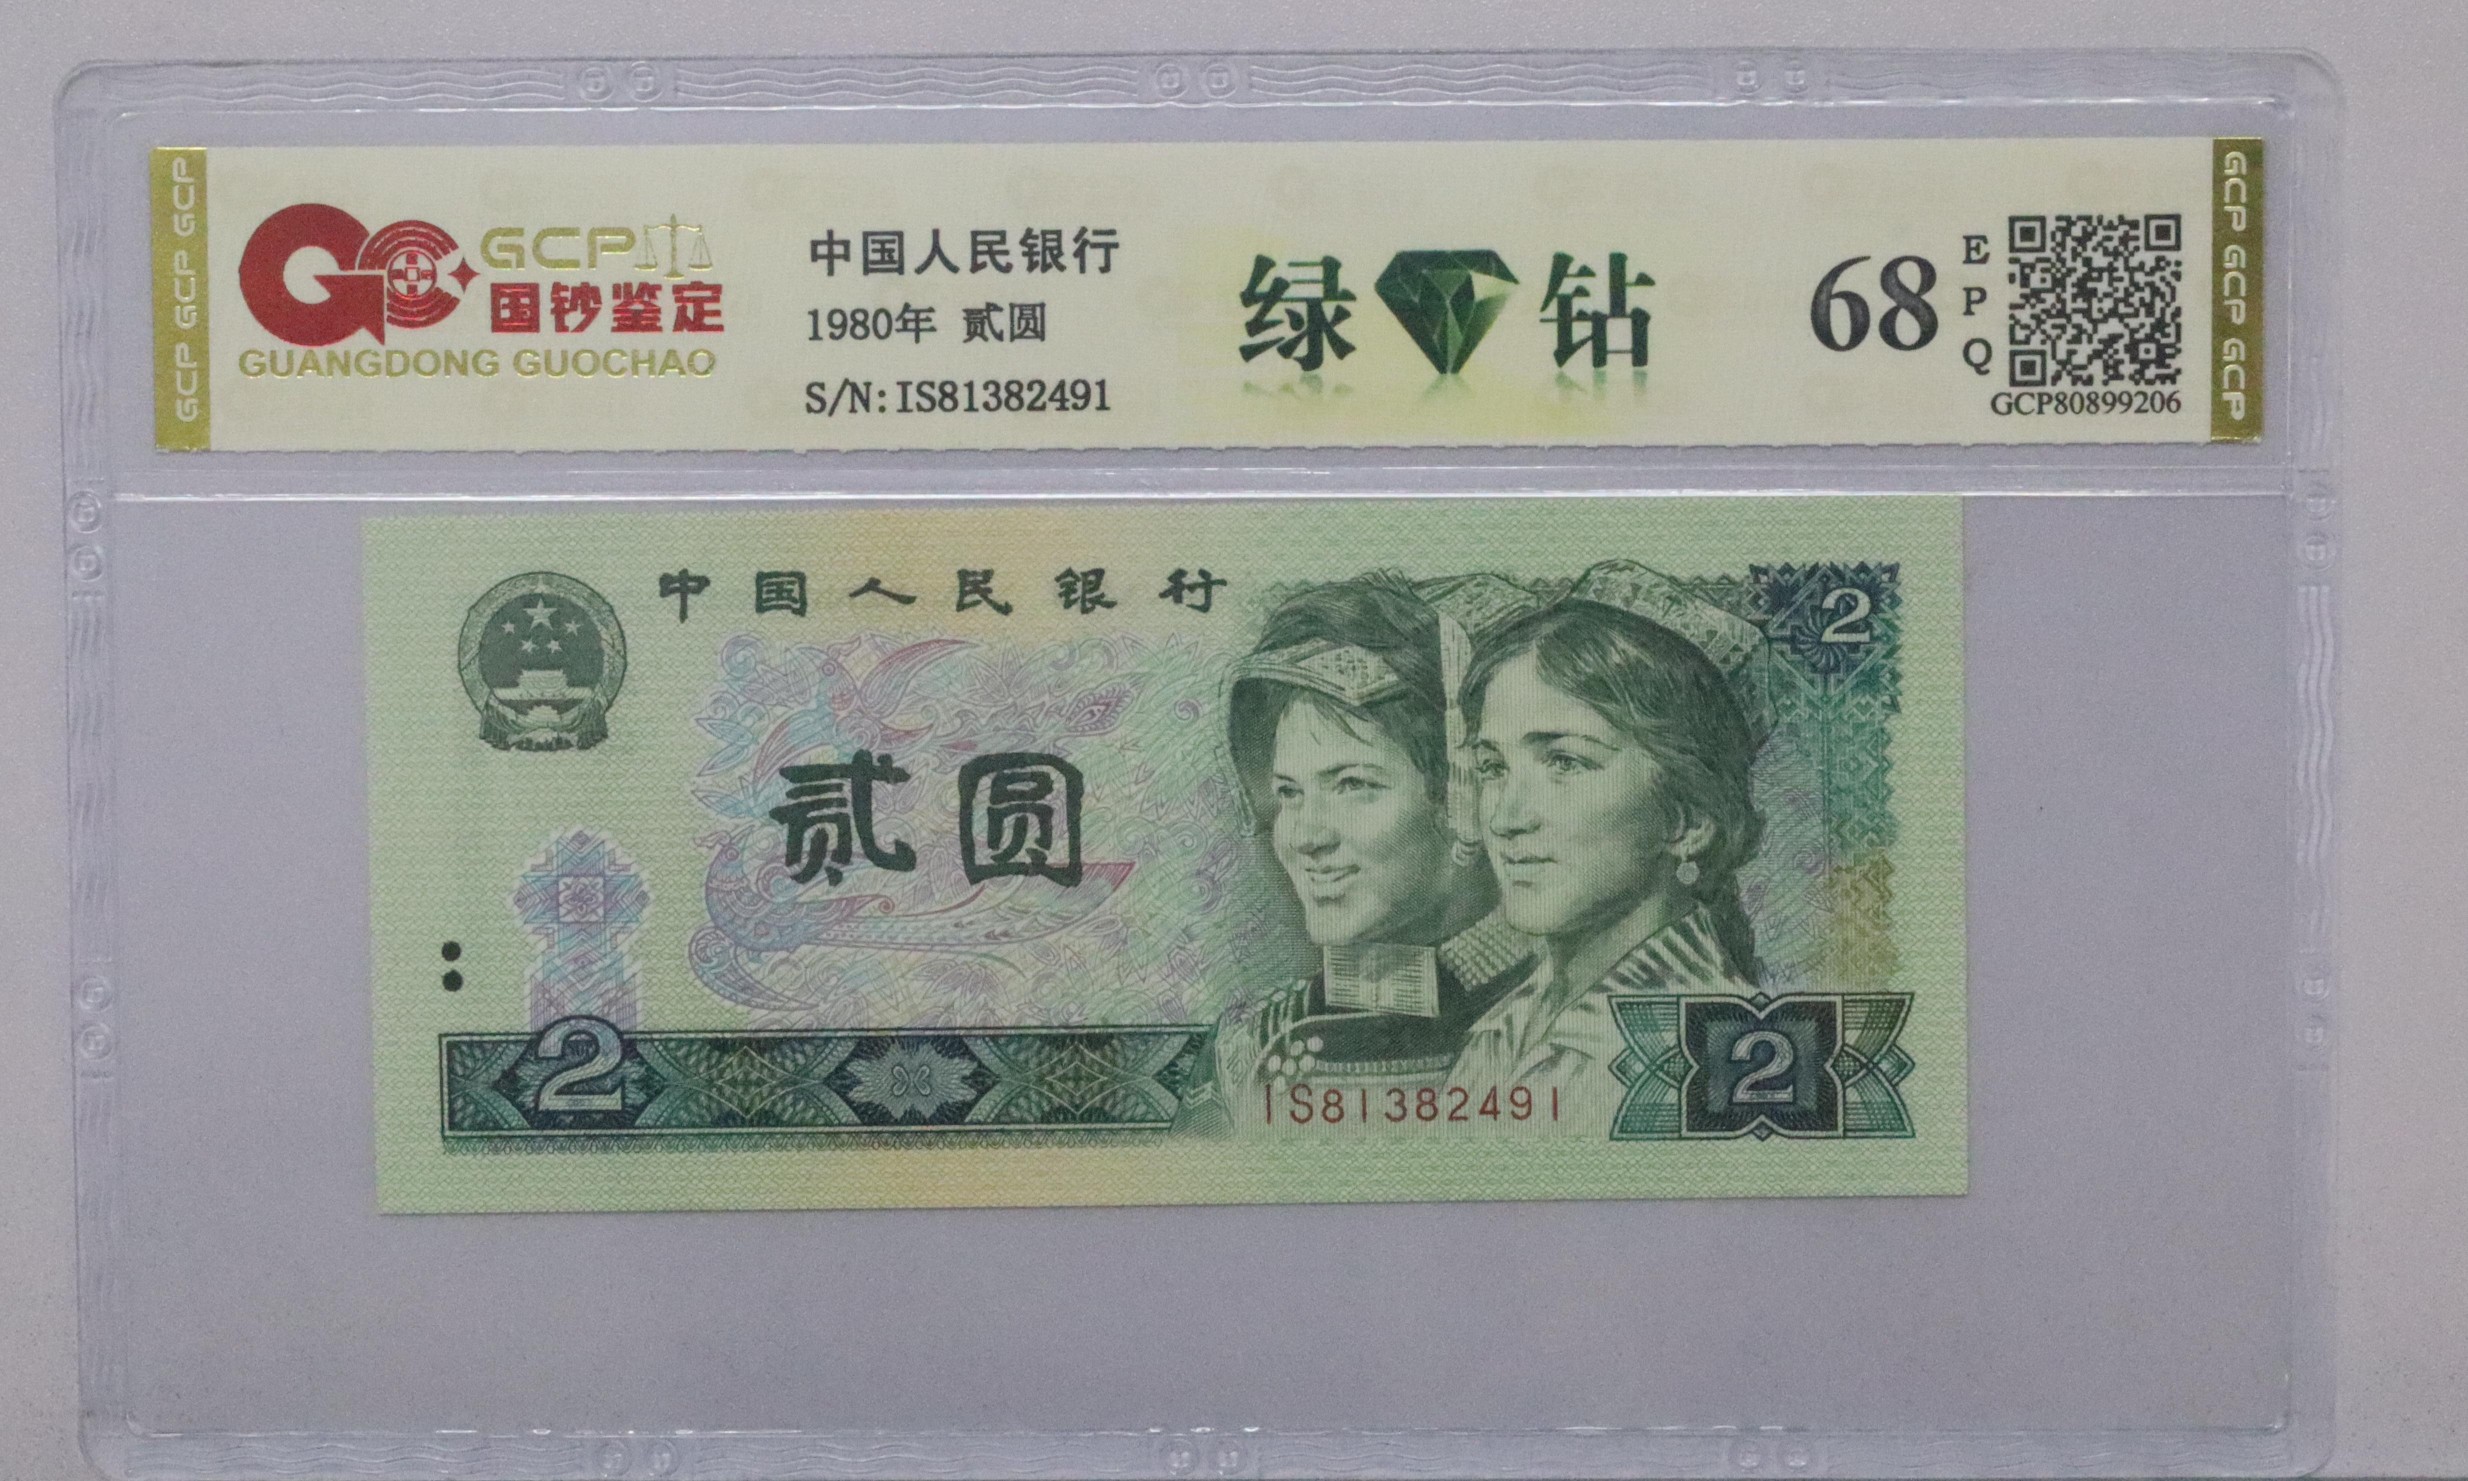 GCP GCP GCP
GCP
国钞鉴定
GUANGDONG GUOCHAO
中国人民银行
1980年 贰圆
S/N:IS81382491
绿钻
68
EPQ
GCP80899206
GCP GCP GCP
中国人民银行
2
贰圆
2
IS81382491
2